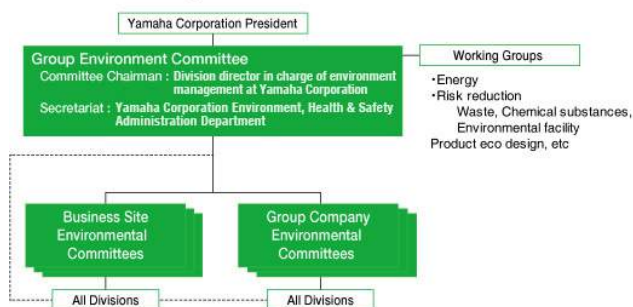 Yamaha Corporation President
Group Environment Committee
Committee Chairman : Division director in charge of environment
management at Yamaha Corporation
Secretariat : Yamaha Corporation Environment, Health & Safety
Administration Department
Working Groups
・Energy
・Risk reduction
Waste, Chemical substances,
Environmental facility
Product eco design, etc
Business Site
Environmental
Committees
Group Company
Environmental
Committees
All Divisions
All Divisions